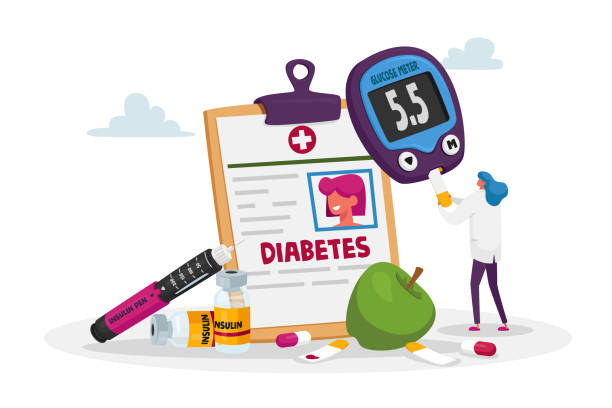 GLUCOSE METER
5.5
DIABETES
INSULIN PEN
INSULIN
INSULIN